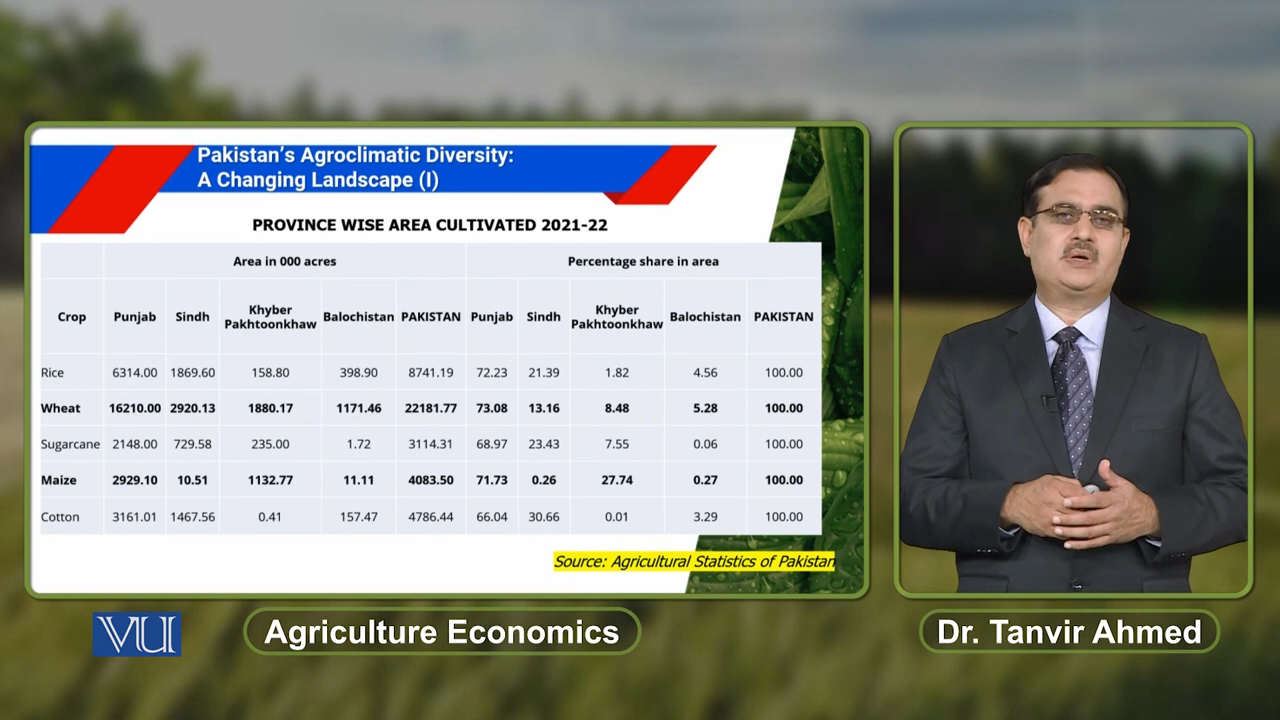 Pakistan's Agroclimatic Diversity:
A Changing Landscape (I)
PROVINCE WISE AREA CULTIVATED 2021-22
Area in 000 acres Percentage share in area
Crop Punjab Sindh Khyber Pakhtoonkhaw Balochistan PAKISTAN Punjab Sindh Khyber Pakhtoonkhaw Balochistan PAKISTAN
Rice 6314.00 1869.60 158.80 398.90 8741.19 72.23 21.39 1.82 4.56 100.00
Wheat 16210.00 2920.13 1880.17 1171.46 22181.77 73.08 13.16 8.48 5.28 100.00
Sugarcane 2148.00 729.58 235.00 1.72 3114.31 68.97 23.43 7.55 0.06 100.00
Maize 2929.10 10.51 1132.77 11.11 4083.50 71.73 0.26 27.74 0.27 100.00
Cotton 3161.01 1467.56 0.41 157.47 4786.44 66.04 30.66 0.01 3.29 100.00
Source: Agricultural Statistics of Pakistan
VU
Agriculture Economics
Dr. Tanvir Ahmed